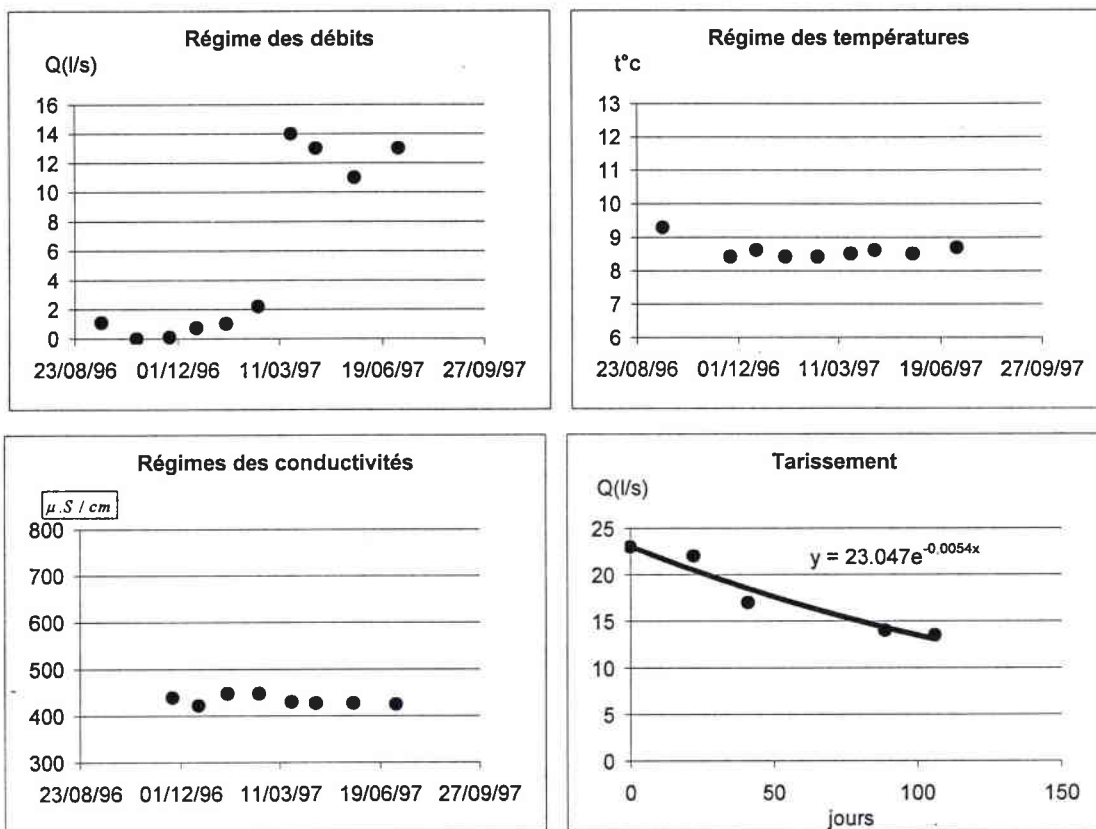 Régime des débits
Q(l/s)
16
14
12
10
8
6
4
2
0
23/08/96 01/12/96 11/03/97 19/06/97 27/09/97
Régime des températures
t°c
13
12
11
10
9
8
7
6
23/08/96 01/12/96 11/03/97 19/06/97 27/09/97
Régimes des conductivités
µ.S / cm
800
700
600
500
400
300
23/08/96 01/12/96 11/03/97 19/06/97 27/09/97
Tarissement
Q(l/s)
y = 23.047e^-0.0054x
25
20
15
10
5
0
0 50 100 150
jours